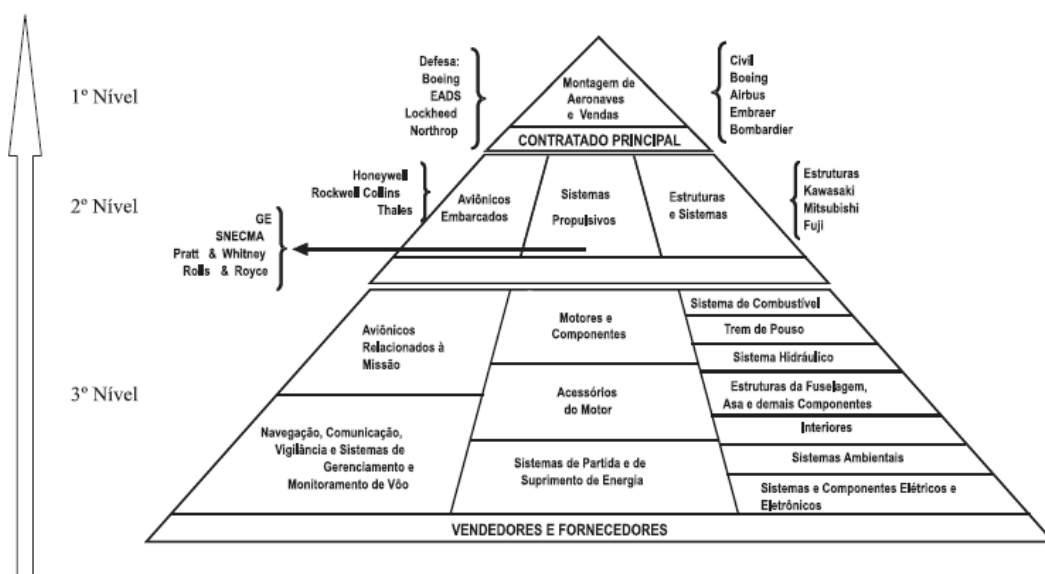 1º Nível
Defesa:
Boeing
EADS
Lockheed
Northrop
Montagem de
Aeronaves
e Vendas
CONTRATADO PRINCIPAL
Civil
Boeing
Airbus
Embraer
Bombardier
2º Nível
Honeywell
Rockwell Collins
Thales
GE
SNECMA
Pratt & Whitney
Rolls & Royce
Aviônicos
Embarcados
Sistemas
Propulsivos
Estruturas
e Sistemas
Estruturas
Kawasaki
Mitsubishi
Fuji
3º Nível
Aviônicos
Relacionados à
Missão
Navegação, Comunicação,
Vigilância e Sistemas de
Gerenciamento e
Monitoramento de Vôo
Motores e
Componentes
Acessórios
do Motor
Sistemas de Partida e de
Suprimento de Energia
Sistema de Combustível
Trem de Pouso
Sistema Hidráulico
Estruturas da Fuselagem,
Asa e demais Componentes
Interiores
Sistemas Ambientais
Sistemas e Componentes Elétricos e
Eletrônicos
VENDEDORES E FORNECEDORES